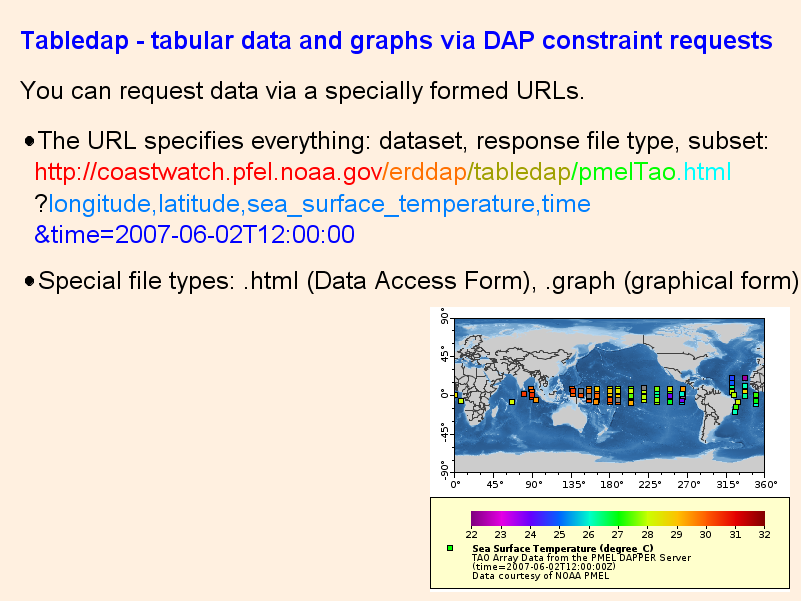 Tabledap - tabular data and graphs via DAP constraint requests
You can request data via a specially formed URLs.
●The URL specifies everything: dataset, response file type, subset:
http://coastwatch.pfel.noaa.gov/erddap/tabledap/pmelTao.html
?longitude,latitude,sea_surface_temperature,time
&time=2007-06-02T12:00:00
●Special file types: .html (Data Access Form), .graph (graphical form)
90°
45°
0°
-45°
-90°
0° 45° 90° 135° 180° 225° 270° 315° 360°
22 23 24 25 26 27 28 29 30 31 32
Sea Surface Temperature (degree_C)
TAO Array Data from the PMEL DAPPER Server
(time=2007-06-02T12:00:00Z)
Data courtesy of NOAA PMEL